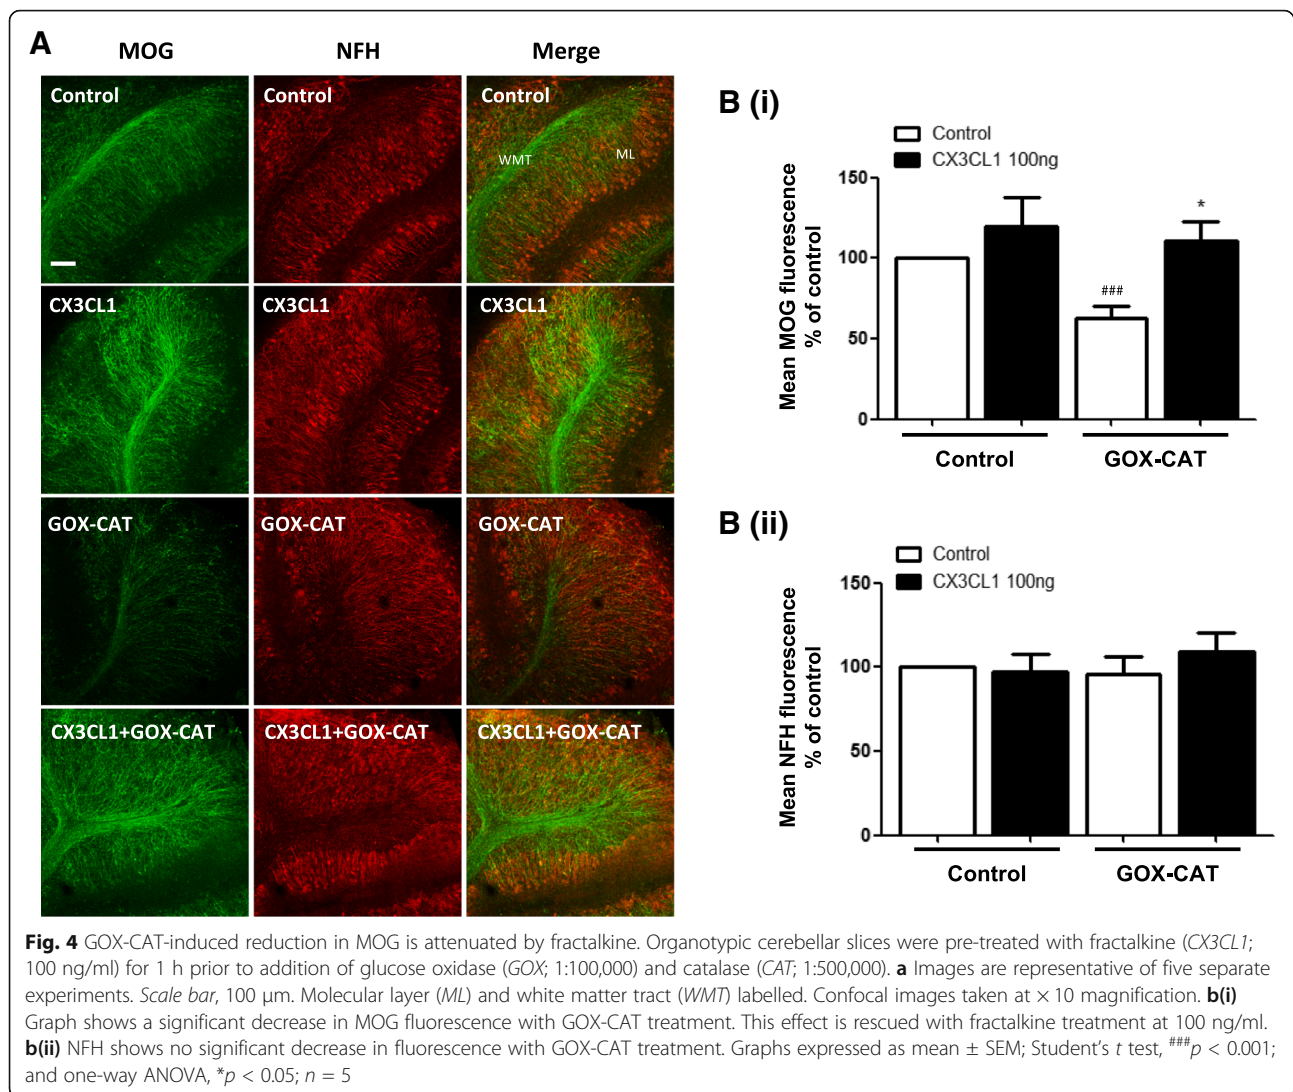 A
MOG NFH Merge
Control Control Control
WMT ML
CX3CL1 CX3CL1 CX3CL1
GOX-CAT GOX-CAT GOX-CAT
CX3CL1+GOX-CAT CX3CL1+GOX-CAT CX3CL1+GOX-CAT
B (i)
Control
CX3CL1 100ng
Mean MOG fluorescence
% of control
150
100
50
0
###
*
Control GOX-CAT
B (ii)
Control
CX3CL1 100ng
Mean NFH fluorescence
% of control
150
100
50
0
Control GOX-CAT
Fig. 4 GOX-CAT-induced reduction in MOG is attenuated by fractalkine. Organotypic cerebellar slices were pre-treated with fractalkine (CX3CL1;
100 ng/ml) for 1 h prior to addition of glucose oxidase (GOX; 1:100,000) and catalase (CAT; 1:500,000). a Images are representative of five separate
experiments. Scale bar, 100 μm. Molecular layer (ML) and white matter tract (WMT) labelled. Confocal images taken at × 10 magnification. b(i)
Graph shows a significant decrease in MOG fluorescence with GOX-CAT treatment. This effect is rescued with fractalkine treatment at 100 ng/ml.
b(ii) NFH shows no significant decrease in fluorescence with GOX-CAT treatment. Graphs expressed as mean ± SEM; Student's t test, ###p < 0.001;
and one-way ANOVA, *p < 0.05; n = 5